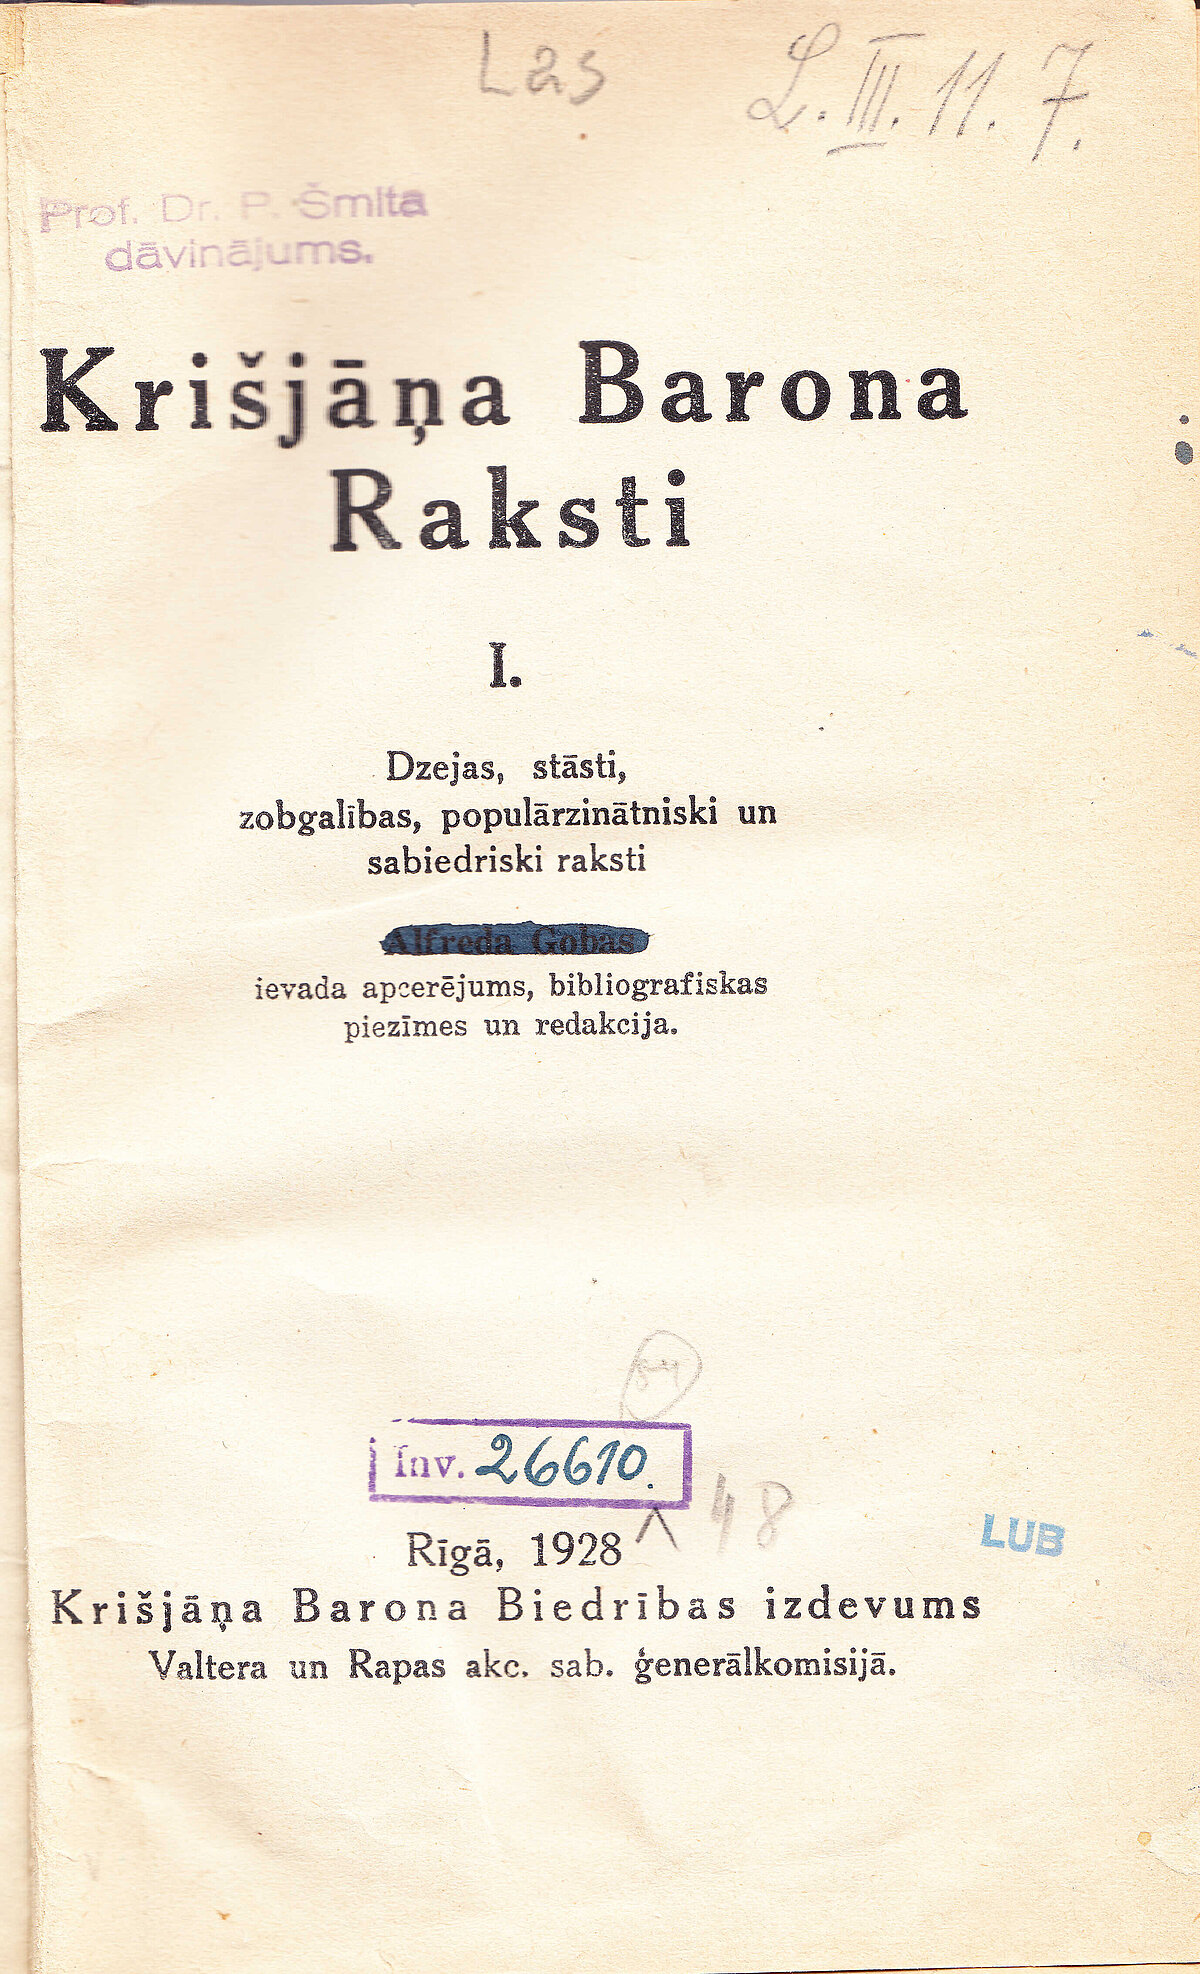 Las
L. III. 11. 7.
Prof. Dr. P. Šmita
dāvinājums.
Krišjāņa Barona
Raksti
I.
Dzejas, stāsti,
zobgalības, populārzinātniski un
sabiedriski raksti
Alfreda Gobas
ievada apcerējums, bibliografiskas
piezīmes un redakcija.
Inv. 26610.
48
Rīgā, 1928
LUB
Krišjāņa Barona Biedrības izdevums
Valtera un Rapas akc. sab. ģenerālkomisijā.